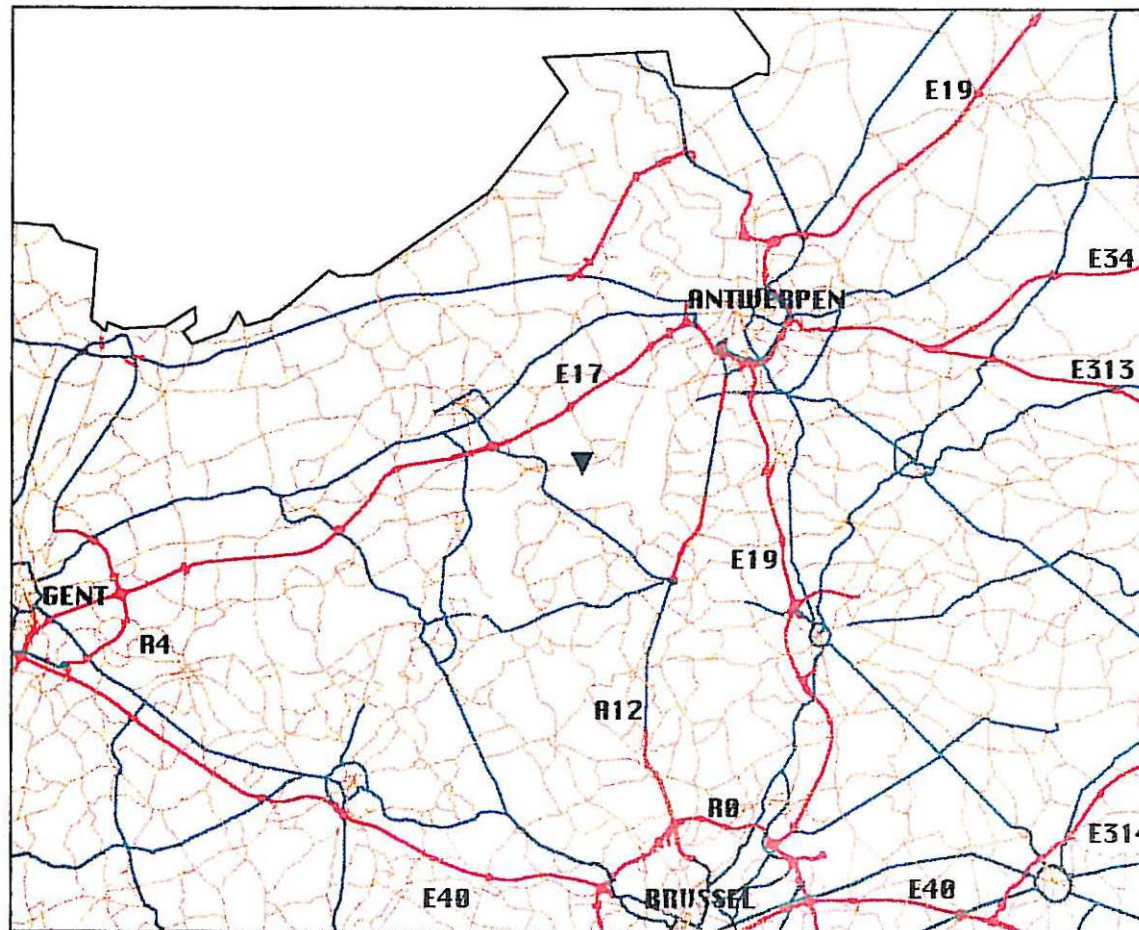 E19
E34
ANTWERPEN
E313
E17
E19
GENT
R4
A12
R0
E314
E40
BRUSSEL
E40